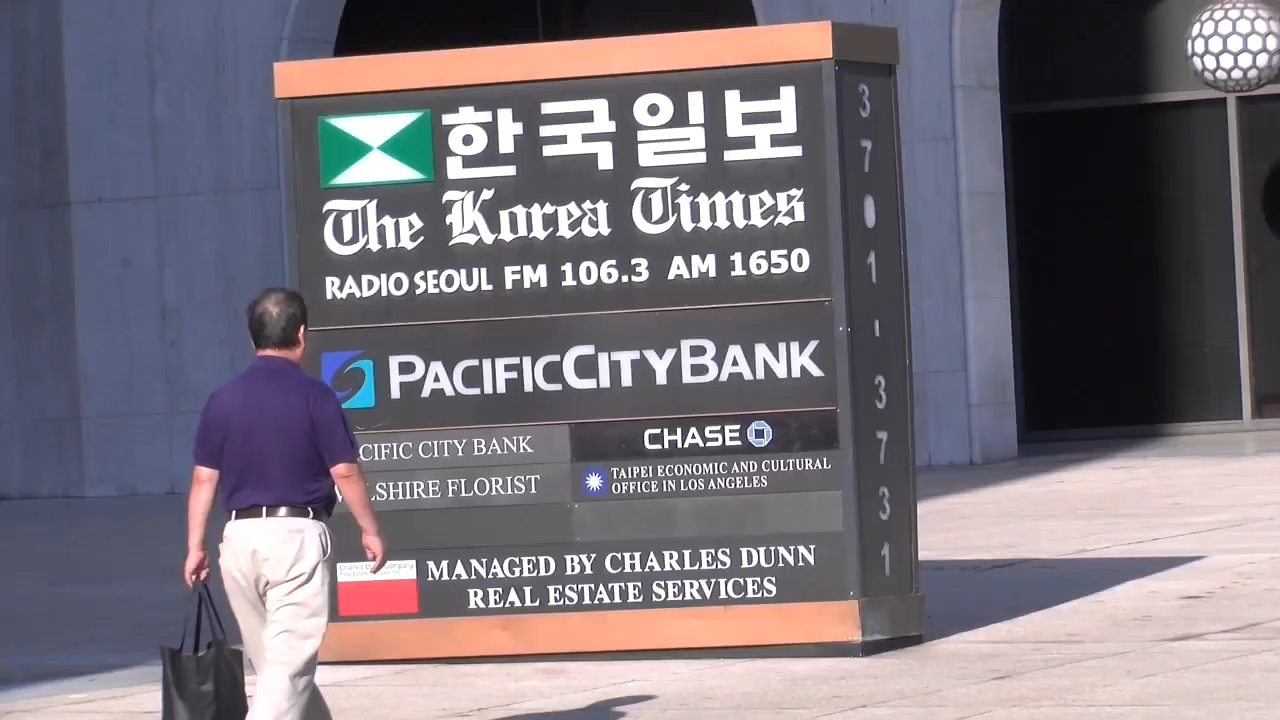 한국일보
The Korea Times
RADIO SEOUL FM 106.3 AM 1650
PACIFICCITYBANK
CIFIC CITY BANK
CHASE
LSHIRE FLORIST
TAIPEI ECONOMIC AND CULTURAL
OFFICE IN LOS ANGELES
MANAGED BY CHARLES DUNN
REAL ESTATE SERVICES
3701-3731